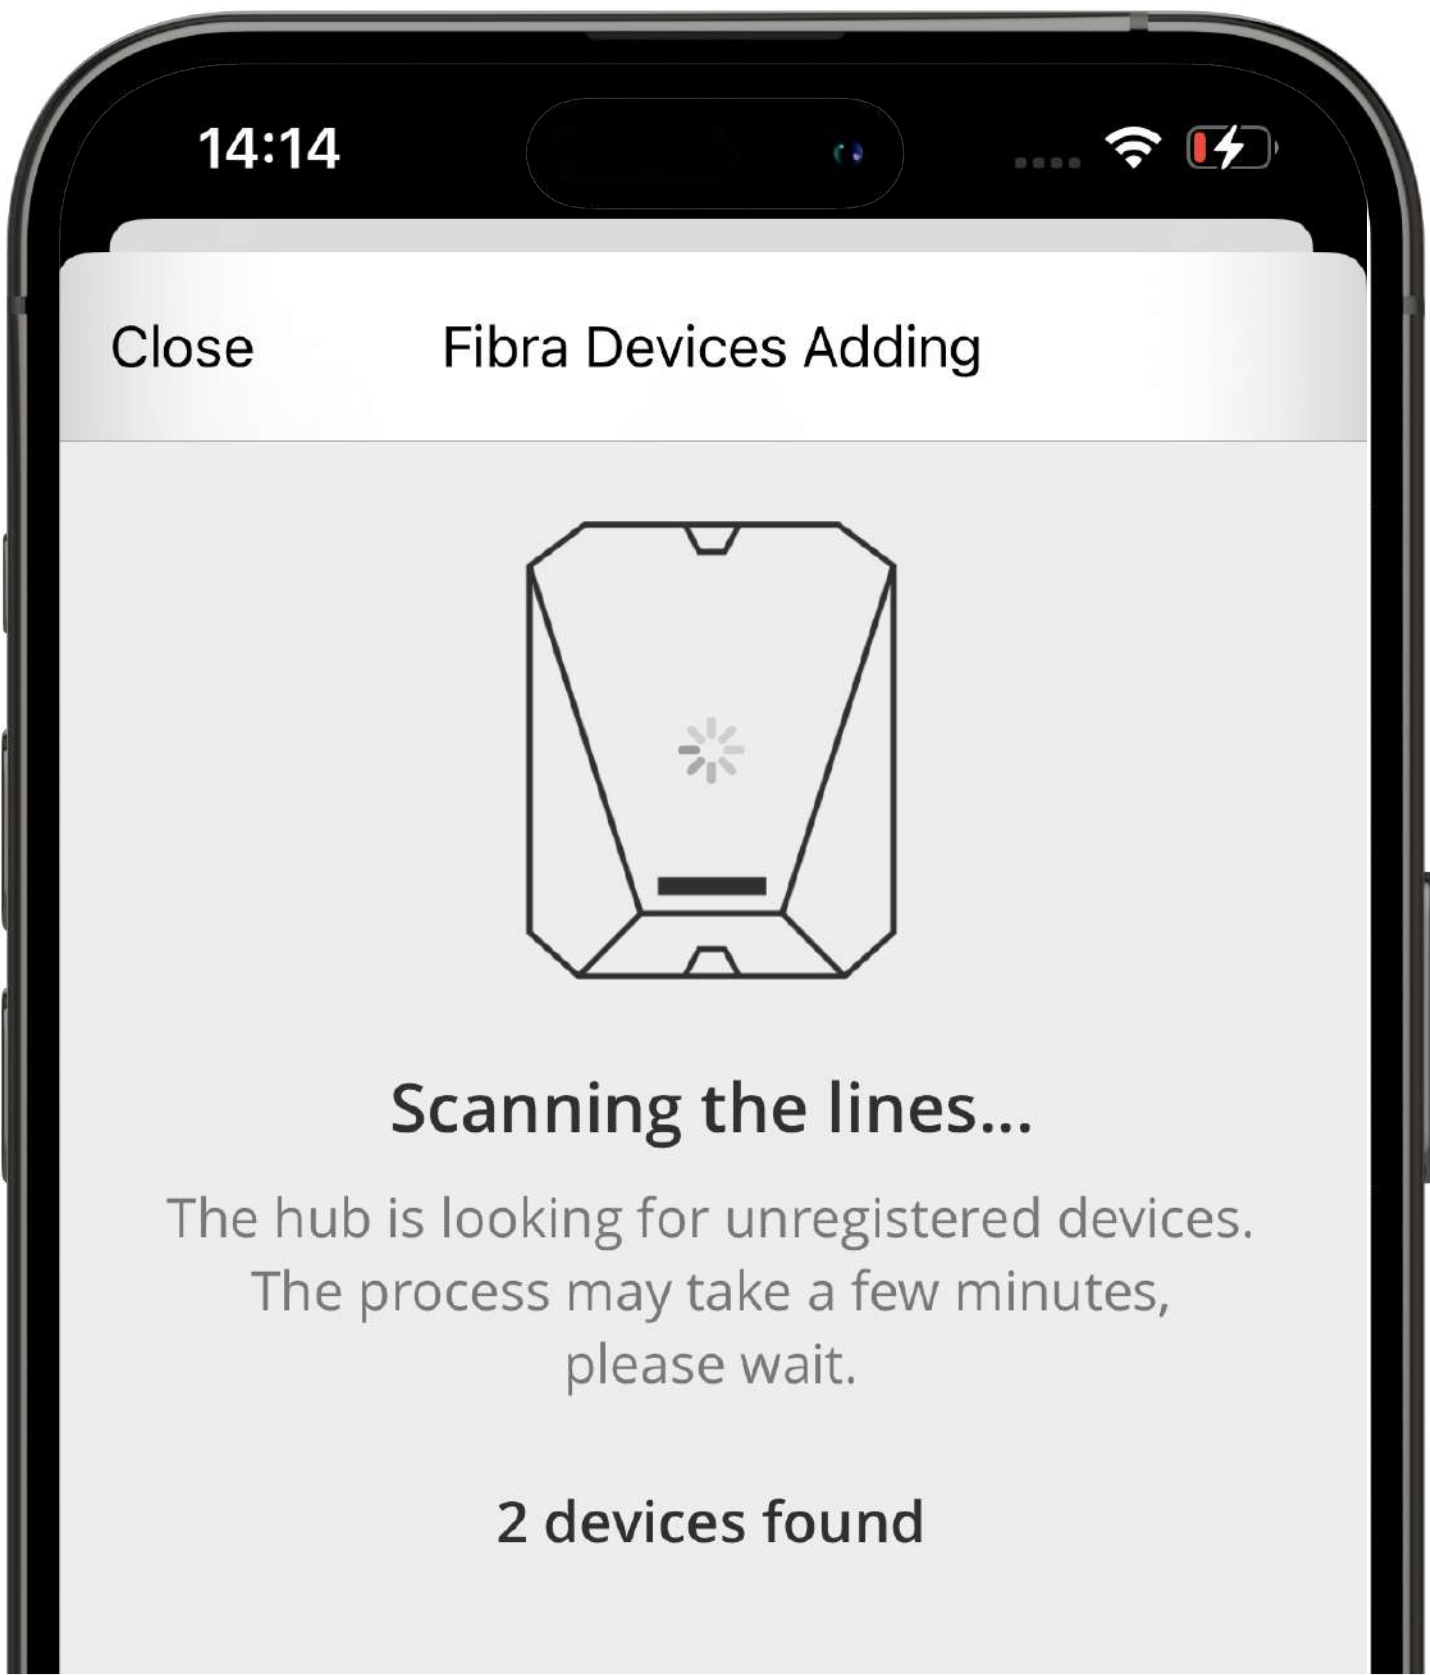 14:14
Close
Fibra Devices Adding
Scanning the lines...
The hub is looking for unregistered devices.
The process may take a few minutes,
please wait.
2 devices found